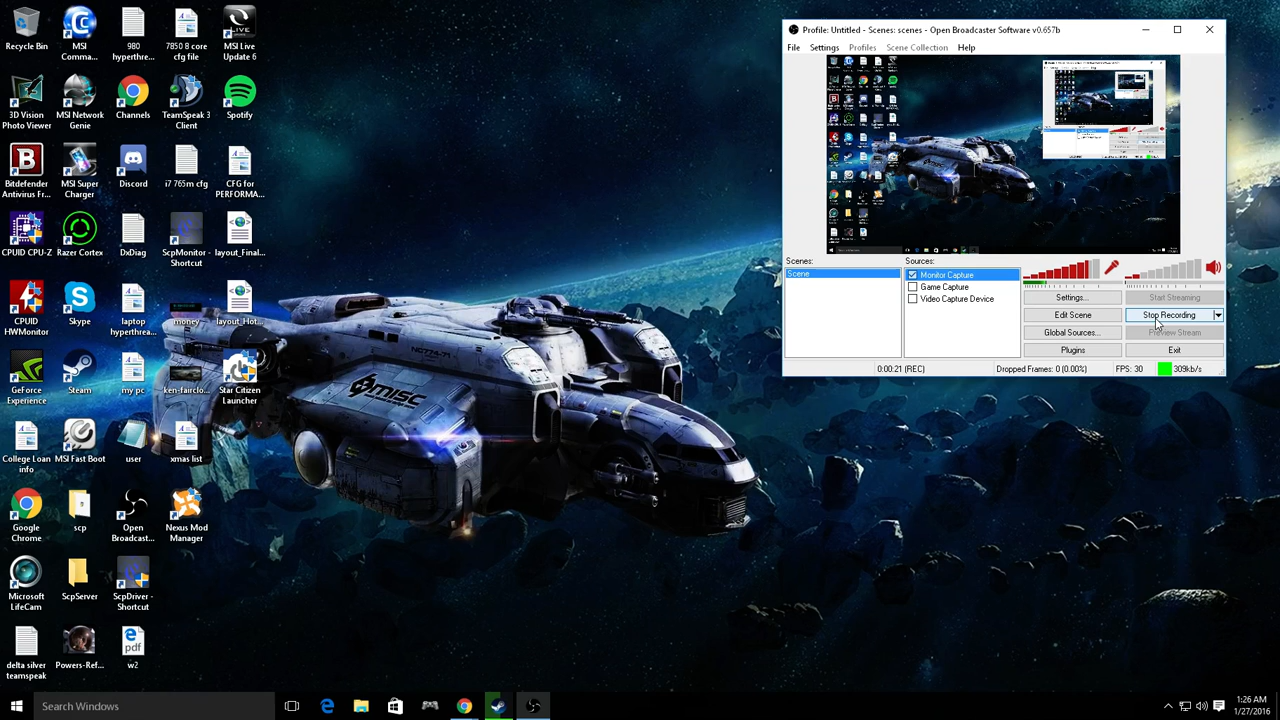 Recycle Bin
MSI Comma...
980 hyperthre...
7850 8 core cfg file
MSI Live Update 6
3D Vision Photo Viewer
MSI Network Genie
Channels
TeamSpeak 3 Client
Spotify
Bitdefender Antivirus Fr...
MSI Super Charger
Discord
i7 765m cfg
CFG for PERFORMA...
CPUID CPU-Z
Razer Cortex
DxDiag
ScpMonitor - Shortcut
layout_Final...
CPUID HWMonitor
Skype
laptop hyperthrea...
money
layout_Hot...
GeForce Experience
Steam
my pc
ken-fairclo...
Star Citizen Launcher
College Loan info
MSI Fast Boot
user
xmas list
Google Chrome
scp
Open Broadcast...
Nexus Mod Manager
Microsoft LifeCam
ScpServer
ScpDriver - Shortcut
delta silver teamspeak
Powers-Ref...
w2
MISC
Profile: Untitled - Scenes: scenes - Open Broadcaster Software v0.657b
File Settings Profiles Scene Collection Help
Scenes:
Scene
Sources:
Monitor Capture
Game Capture
Video Capture Device
Settings...
Start Streaming
Edit Scene
Stop Recording
Global Sources...
Preview Stream
Plugins
Exit
0:00:21 (REC)
Dropped Frames: 0 (0.00%)
FPS: 30
309kb/s
Search Windows
1:26 AM
1/27/2016